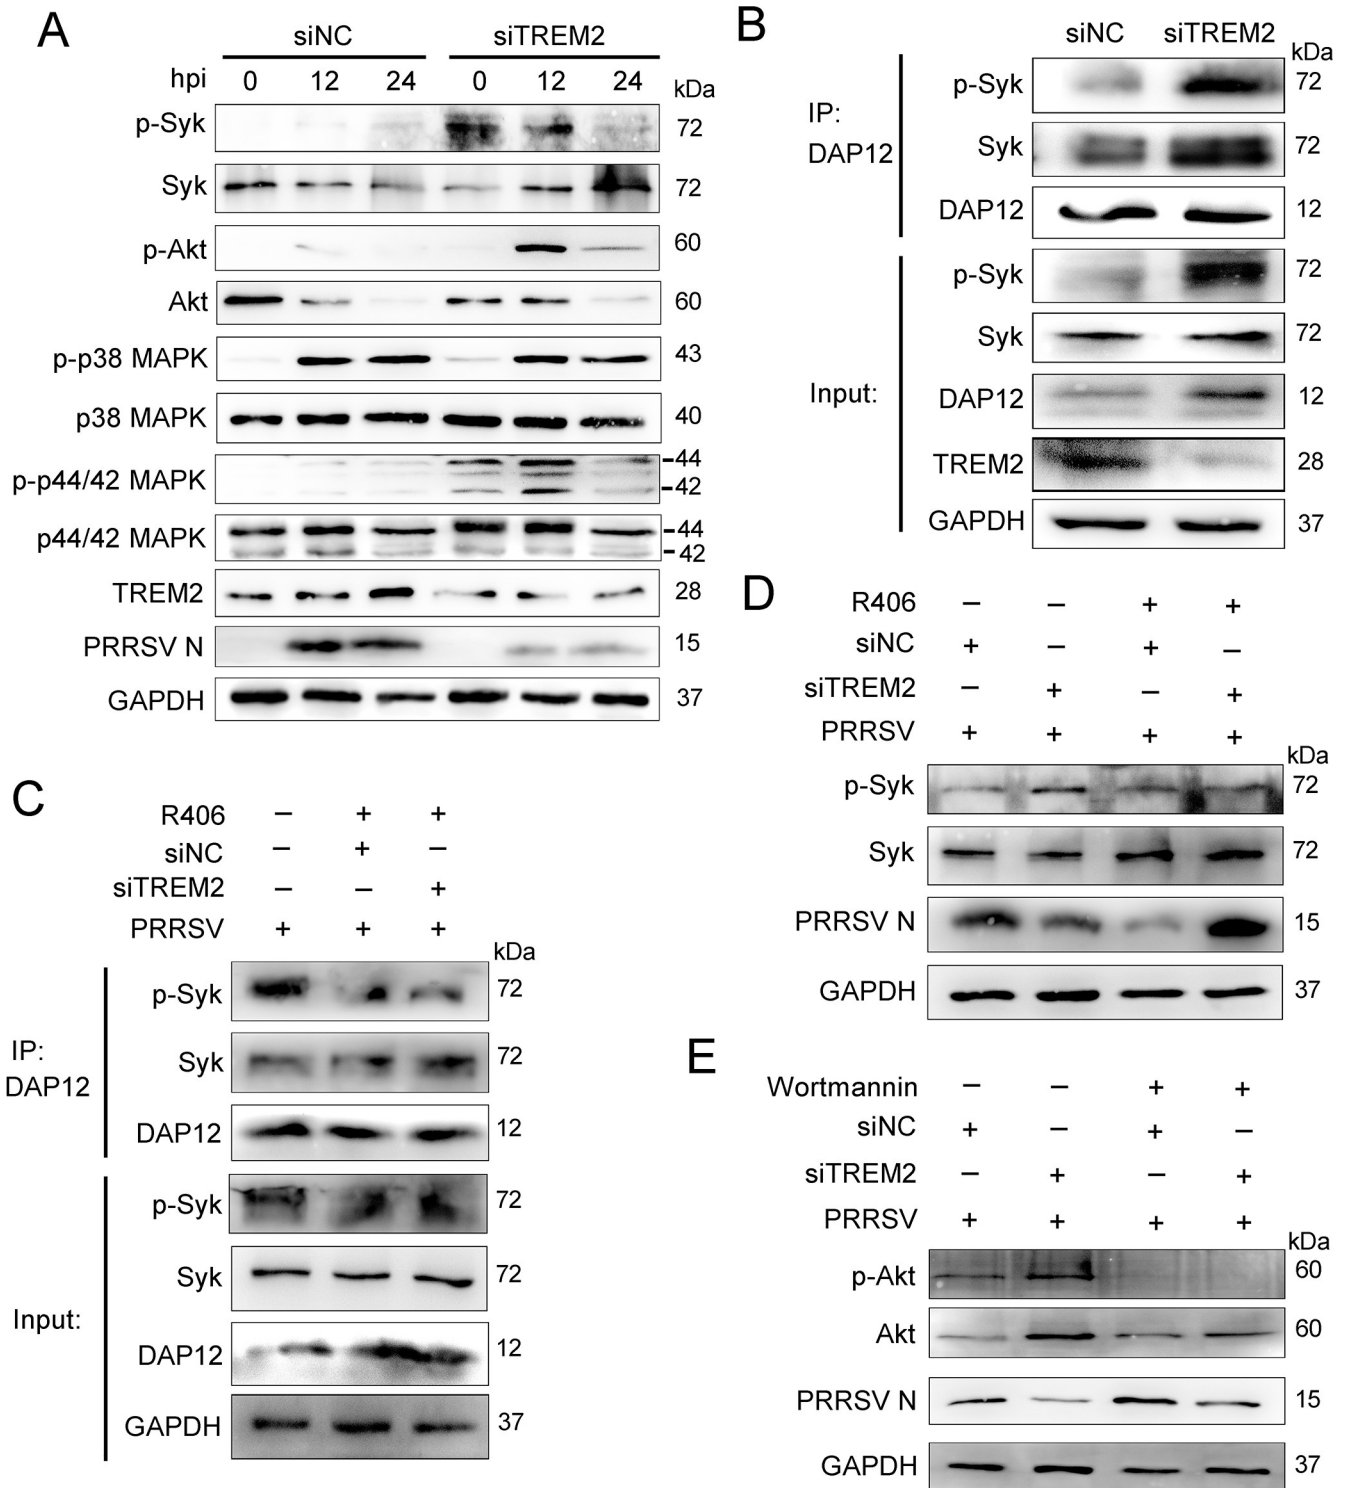 A
siNC siTREM2
hpi 0 12 24 0 12 24 kDa
p-Syk 72
Syk 72
p-Akt 60
Akt 60
p-p38 MAPK 43
p38 MAPK 40
p-p44/42 MAPK 44
42
p44/42 MAPK 44
42
TREM2 28
PRRSV N 15
GAPDH 37
B
siNC siTREM2
kDa
IP:
DAP12
p-Syk 72
Syk 72
DAP12 12
Input:
p-Syk 72
Syk 72
DAP12 12
TREM2 28
GAPDH 37
C
R406 – + +
siNC – + –
siTREM2 – – +
PRRSV + + +
kDa
IP:
DAP12
p-Syk 72
Syk 72
DAP12 12
Input:
p-Syk 72
Syk 72
DAP12 12
GAPDH 37
D
R406 – – + +
siNC + – + –
siTREM2 – + – +
PRRSV + + + +
kDa
p-Syk 72
Syk 72
PRRSV N 15
GAPDH 37
E
Wortmannin – – + +
siNC + – + –
siTREM2 – + – +
PRRSV + + + +
kDa
p-Akt 60
Akt 60
PRRSV N 15
GAPDH 37